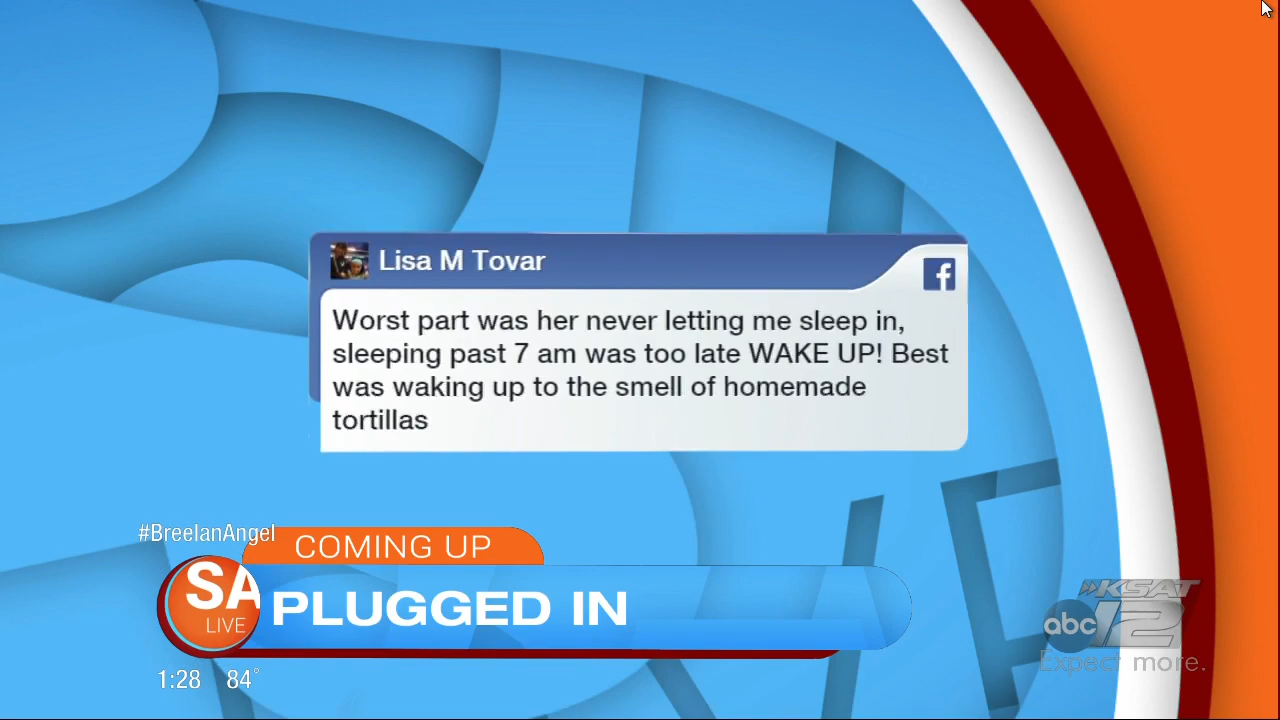 Lisa M Tovar
f
Worst part was her never letting me sleep in,
sleeping past 7 am was too late WAKE UP! Best
was waking up to the smell of homemade
tortillas
#BreelanAngel
COMING UP
SA
LIVE
PLUGGED IN
KSAT
abc 12
Expect more.
1:28 84°